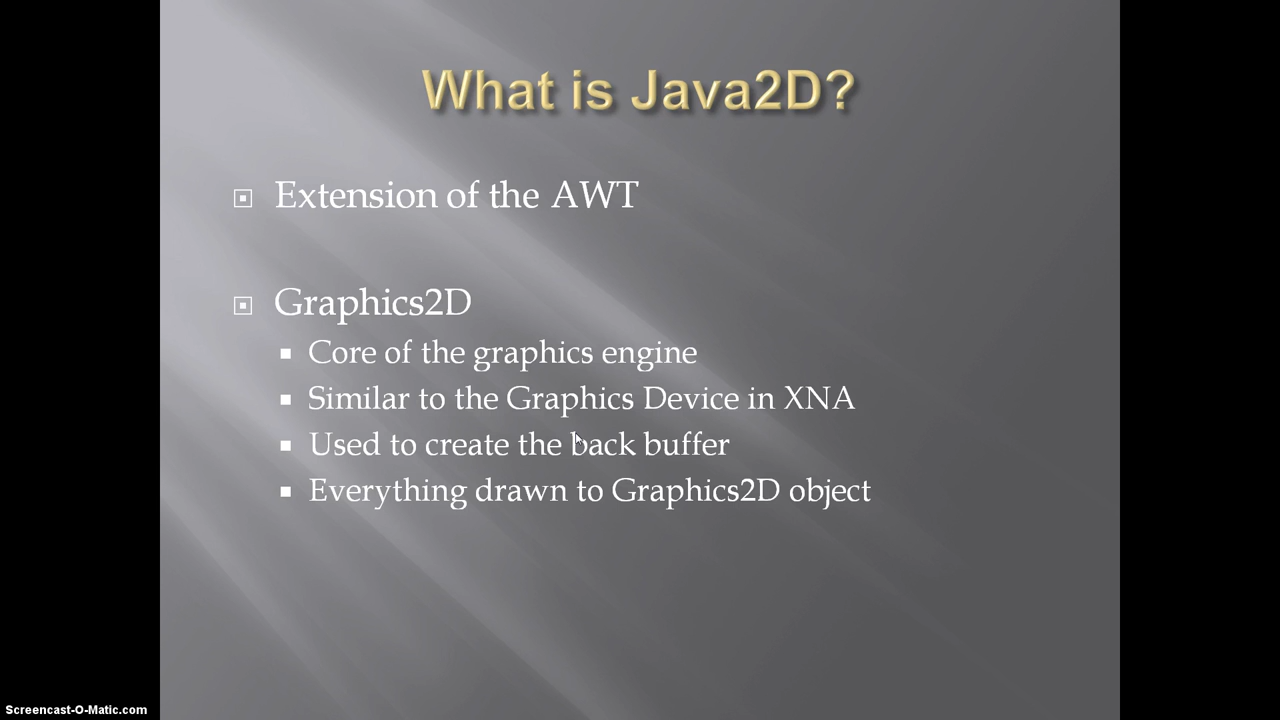 What is Java2D?
Extension of the AWT
Graphics2D
Core of the graphics engine
Similar to the Graphics Device in XNA
Used to create the back buffer
Everything drawn to Graphics2D object
Screencast-O-Matic.com